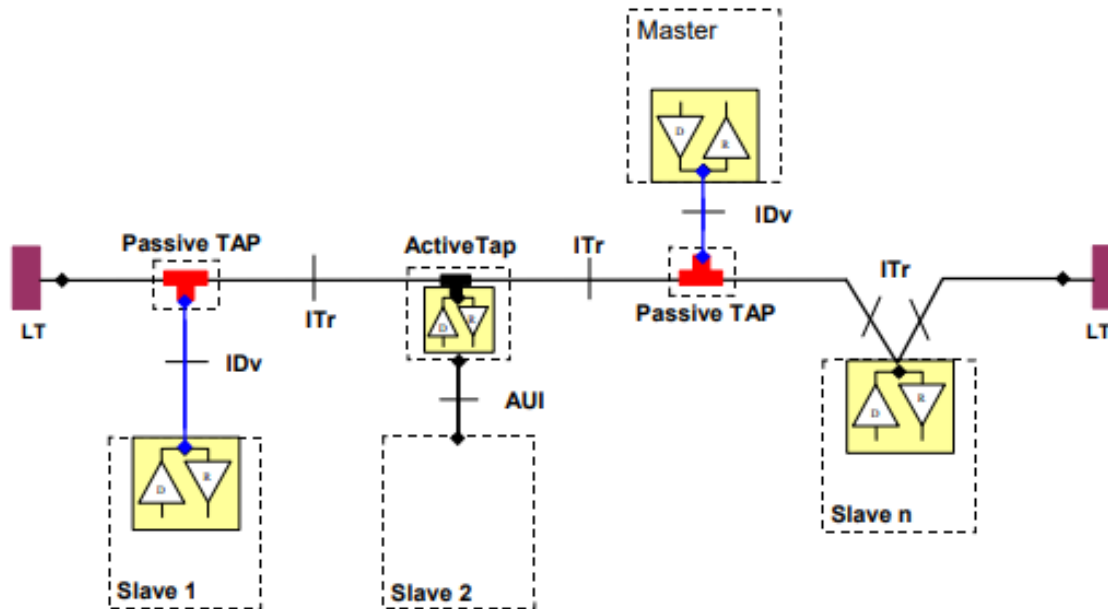 Master
D
R
IDv
Passive TAP
ActiveTap
ITr
ITr
LT
ITr
D
R
Passive TAP
LT
IDv
AUI
D
R
D
R
Slave n
Slave 1
Slave 2